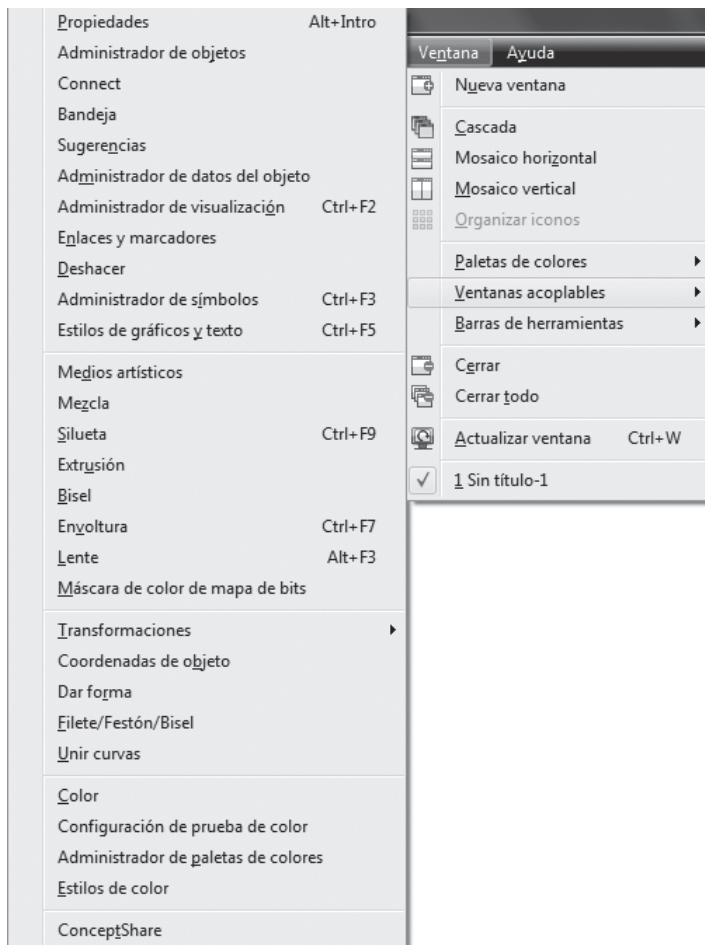 Propiedades Alt+Intro
Administrador de objetos
Connect
Bandeja
Sugerencias
Administrador de datos del objeto
Administrador de visualización Ctrl+F2
Enlaces y marcadores
Deshacer
Administrador de símbolos Ctrl+F3
Estilos de gráficos y texto Ctrl+F5
Medios artísticos
Mezcla
Silueta Ctrl+F9
Extrusión
Bisel
Envoltura Ctrl+F7
Lente Alt+F3
Máscara de color de mapa de bits
Transformaciones
Coordenadas de objeto
Dar forma
Filete/Festón/Bisel
Unir curvas
Color
Configuración de prueba de color
Administrador de paletas de colores
Estilos de color
ConceptShare
Ventana Ayuda
Nueva ventana
Cascada
Mosaico horizontal
Mosaico vertical
Organizar iconos
Paletas de colores
Ventanas acoplables
Barras de herramientas
Cerrar
Cerrar todo
Actualizar ventana Ctrl+W
1 Sin título-1